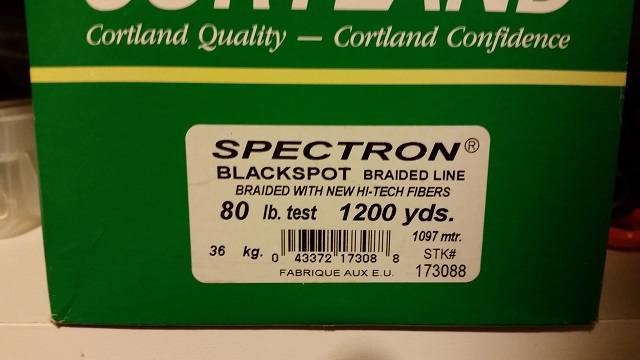 CORTLAND
Cortland Quality — Cortland Confidence
SPECTRON®
BLACKSPOT BRAIDED LINE
BRAIDED WITH NEW HI-TECH FIBERS
80 lb. test 1200 yds.
1097 mtr.
36 kg.
0 43372 17308 8
STK#
FABRIQUE AUX E.U. 173088